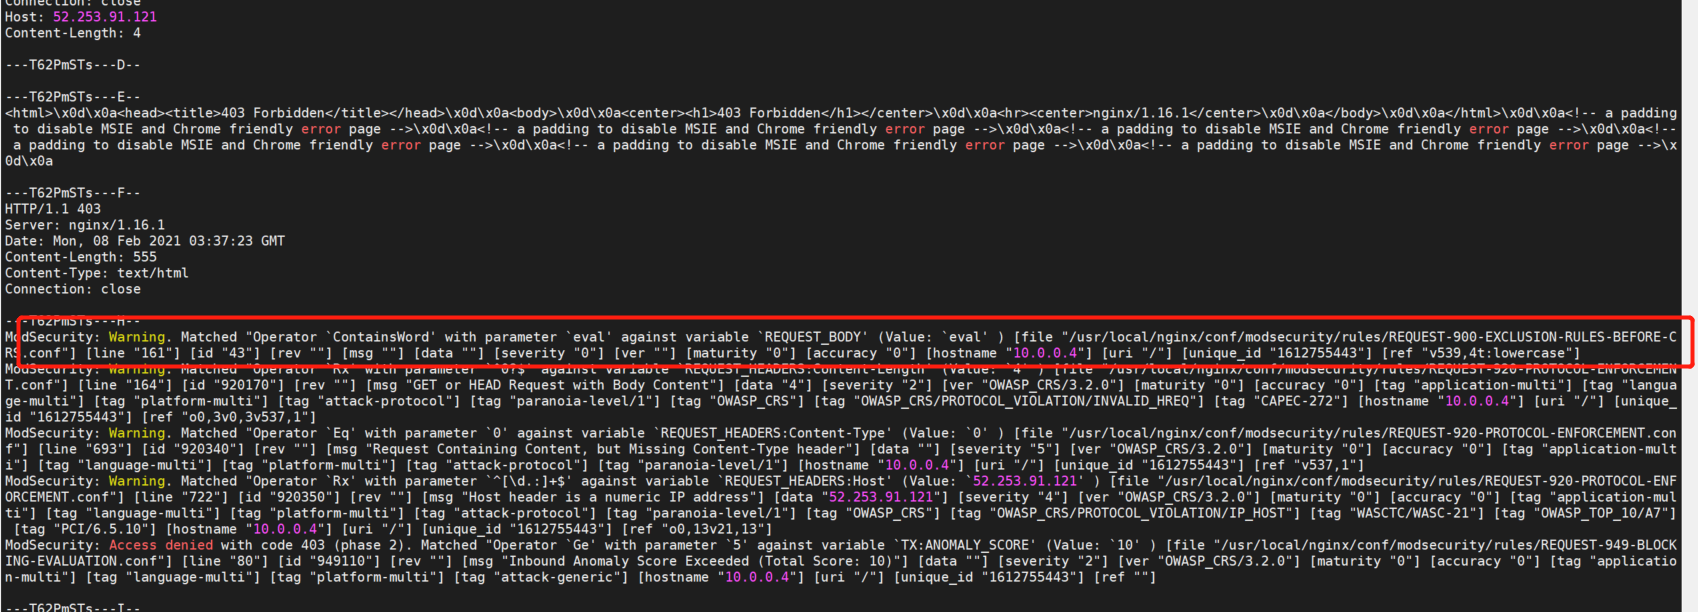 Connection: close
Host: 52.253.91.121
Content-Length: 4
---T62PmSTs---D--
---T62PmSTs---E--
<html>\x0d\x0a<head><title>403 Forbidden</title></head>\x0d\x0a<body>\x0d\x0a<center><h1>403 Forbidden</h1></center>\x0d\x0a<hr><center>nginx/1.16.1</center>\x0d\x0a</body>\x0d\x0a</html>\x0d\x0a<!-- a padding
to disable MSIE and Chrome friendly error page -->\x0d\x0a<!-- a padding to disable MSIE and Chrome friendly error page -->\x0d\x0a<!-- a padding to disable MSIE and Chrome friendly error page -->\x0d\x0a<!--
a padding to disable MSIE and Chrome friendly error page -->\x0d\x0a<!-- a padding to disable MSIE and Chrome friendly error page -->\x0d\x0a<!-- a padding to disable MSIE and Chrome friendly error page -->\x
0d\x0a
---T62PmSTs---F--
HTTP/1.1 403
Server: nginx/1.16.1
Date: Mon, 08 Feb 2021 03:37:23 GMT
Content-Length: 555
Content-Type: text/html
Connection: close
---T62PmSTs---H--
ModSecurity: Warning. Matched "Operator `ContainsWord' with parameter `eval' against variable `REQUEST_BODY' (Value: `eval' ) [file "/usr/local/nginx/conf/modsecurity/rules/REQUEST-900-EXCLUSION-RULES-BEFORE-C
RS.conf"] [line "161"] [id "43"] [rev ""] [msg ""] [data ""] [severity "0"] [ver ""] [maturity "0"] [accuracy "0"] [hostname "10.0.0.4"] [uri "/"] [unique_id "1612755443"] [ref "v539,4t:lowercase"]
ModSecurity: Warning. Matched "Operator `Rx' with parameter `^0?$' against variable `REQUEST_HEADERS:Content-Length' (Value: `4' ) [file "/usr/local/nginx/conf/modsecurity/rules/REQUEST-920-PROTOCOL-ENFORCEMEN
T.conf"] [line "164"] [id "920170"] [rev ""] [msg "GET or HEAD Request with Body Content"] [data "4"] [severity "2"] [ver "OWASP_CRS/3.2.0"] [maturity "0"] [accuracy "0"] [tag "application-multi"] [tag "langua
ge-multi"] [tag "platform-multi"] [tag "attack-protocol"] [tag "paranoia-level/1"] [tag "OWASP_CRS"] [tag "OWASP_CRS/PROTOCOL_VIOLATION/INVALID_HREQ"] [tag "CAPEC-272"] [hostname "10.0.0.4"] [uri "/"] [unique_
id "1612755443"] [ref "o0,3v0,3v537,1"]
ModSecurity: Warning. Matched "Operator `Eq' with parameter `0' against variable `REQUEST_HEADERS:Content-Type' (Value: `0' ) [file "/usr/local/nginx/conf/modsecurity/rules/REQUEST-920-PROTOCOL-ENFORCEMENT.con
f"] [line "693"] [id "920340"] [rev ""] [msg "Request Containing Content, but Missing Content-Type header"] [data ""] [severity "5"] [ver "OWASP_CRS/3.2.0"] [maturity "0"] [accuracy "0"] [tag "application-mult
i"] [tag "language-multi"] [tag "platform-multi"] [tag "attack-protocol"] [tag "paranoia-level/1"] [hostname "10.0.0.4"] [uri "/"] [unique_id "1612755443"] [ref "v537,1"]
ModSecurity: Warning. Matched "Operator `Rx' with parameter `^[\d.:]+$' against variable `REQUEST_HEADERS:Host' (Value: `52.253.91.121' ) [file "/usr/local/nginx/conf/modsecurity/rules/REQUEST-920-PROTOCOL-ENF
ORCEMENT.conf"] [line "722"] [id "920350"] [rev ""] [msg "Host header is a numeric IP address"] [data "52.253.91.121"] [severity "4"] [ver "OWASP_CRS/3.2.0"] [maturity "0"] [accuracy "0"] [tag "application-mul
ti"] [tag "language-multi"] [tag "platform-multi"] [tag "attack-protocol"] [tag "paranoia-level/1"] [tag "OWASP_CRS"] [tag "OWASP_CRS/PROTOCOL_VIOLATION/IP_HOST"] [tag "WASCTC/WASC-21"] [tag "OWASP_TOP_10/A7"]
[tag "PCI/6.5.10"] [hostname "10.0.0.4"] [uri "/"] [unique_id "1612755443"] [ref "o0,13v21,13"]
ModSecurity: Access denied with code 403 (phase 2). Matched "Operator `Ge' with parameter `5' against variable `TX:ANOMALY_SCORE' (Value: `10' ) [file "/usr/local/nginx/conf/modsecurity/rules/REQUEST-949-BLOCK
ING-EVALUATION.conf"] [line "80"] [id "949110"] [rev ""] [msg "Inbound Anomaly Score Exceeded (Total Score: 10)"] [data ""] [severity "2"] [ver "OWASP_CRS/3.2.0"] [maturity "0"] [accuracy "0"] [tag "applicatio
n-multi"] [tag "language-multi"] [tag "platform-multi"] [tag "attack-generic"] [hostname "10.0.0.4"] [uri "/"] [unique_id "1612755443"] [ref ""]
---T62PmSTs---I--